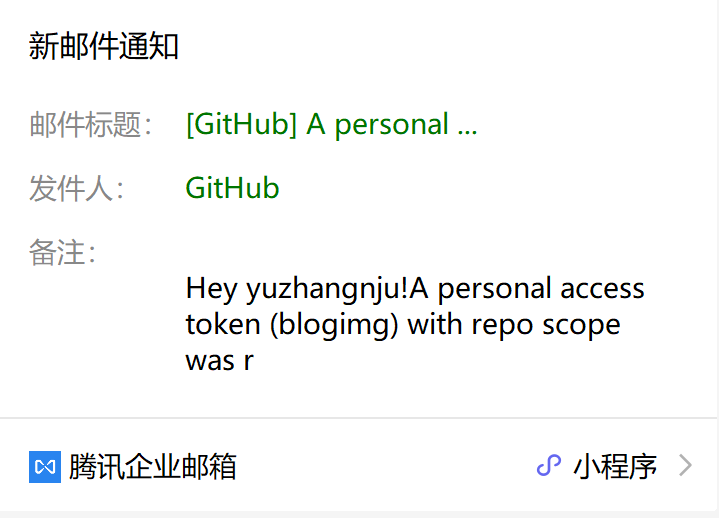 新邮件通知
邮件标题： [GitHub] A personal ...
发件人： GitHub
备注：
Hey yuzhangnju!A personal access
token (blogimg) with repo scope
was r
腾讯企业邮箱 小程序